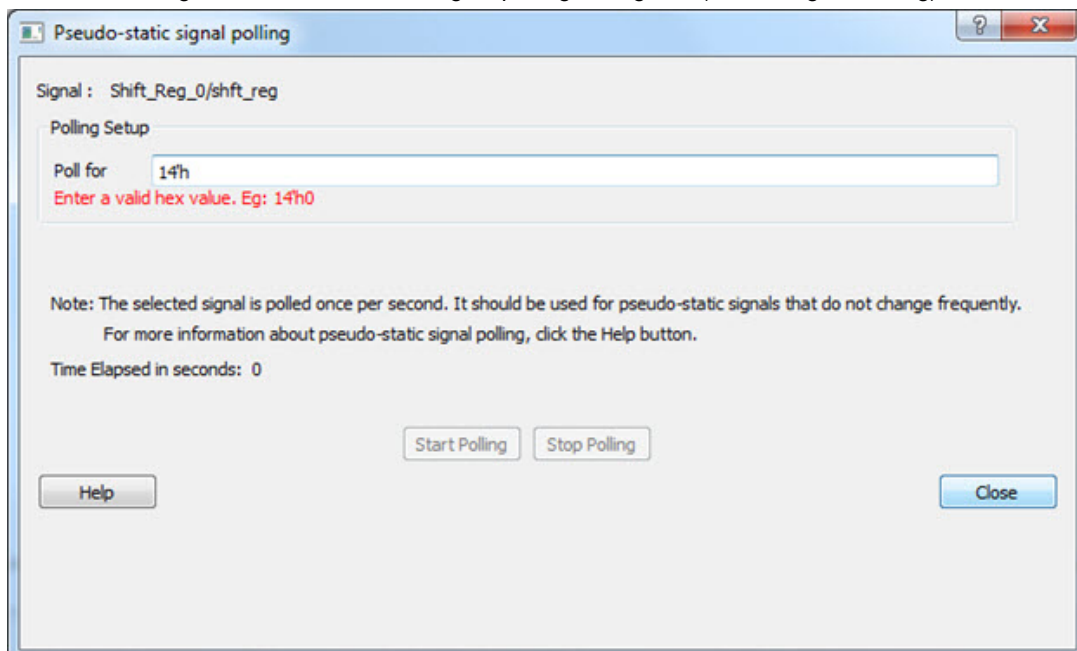 Pseudo-static signal polling
Signal : Shift_Reg_0/shft_reg
Polling Setup
Poll for 14'h
Enter a valid hex value. Eg: 14'h0
Note: The selected signal is polled once per second. It should be used for pseudo-static signals that do not change frequently.
For more information about pseudo-static signal polling, click the Help button.
Time Elapsed in seconds: 0
Start Polling Stop Polling
Help Close